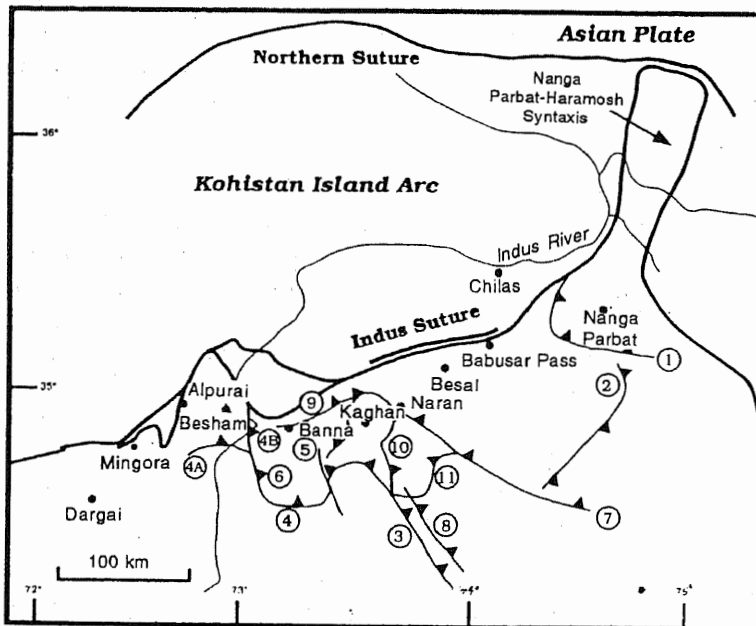 Asian Plate
Northern Suture
Nanga
Parbat-Haramosh
Syntaxis
36°
Kohistan Island Arc
Indus River
Chilas
Indus Suture
Nanga
Parbat
1
Babusar Pass
2
35°
Besal
Alpurai
9
Naran
Kaghan
Besham
4B
Banna
10
Mingora
4A
5
6
11
Dargai
4
3
8
7
100 km
72°
73°
74°
75°